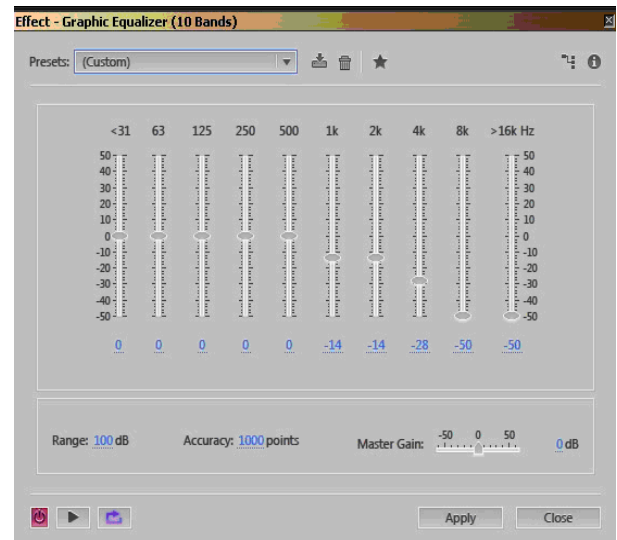 Effect - Graphic Equalizer (10 Bands)
Presets: (Custom)
<31 63 125 250 500 1k 2k 4k 8k >16k Hz
50 50
40 40
30 30
20 20
10 10
0 0
-10 -10
-20 -20
-30 -30
-40 -40
-50 -50
0 0 0 0 0 -14 -14 -28 -50 -50
Range: 100 dB Accuracy: 1000 points Master Gain: -50 0 50 0 dB
Apply Close